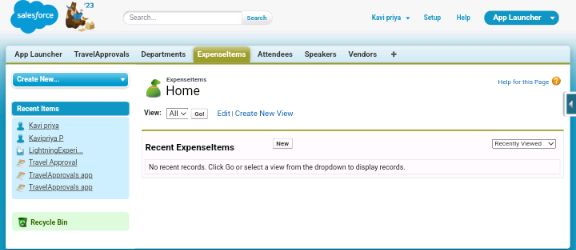 salesforce
'23
Search...
Search
Kavi priya
Setup
Help
App Launcher
App Launcher
TravelApprovals
Departments
ExpenseItems
Attendees
Speakers
Vendors
+
Create New...
Recent Items
Kavi priya
Kavipriya P
LightningExperi...
Travel Approval
TravelApprovals app
TravelApprovals app
Recycle Bin
ExpenseItems
Home
Help for this Page
View:
All
Go!
Edit | Create New View
Recent ExpenseItems
New
Recently Viewed
No recent records. Click Go or select a view from the dropdown to display records.